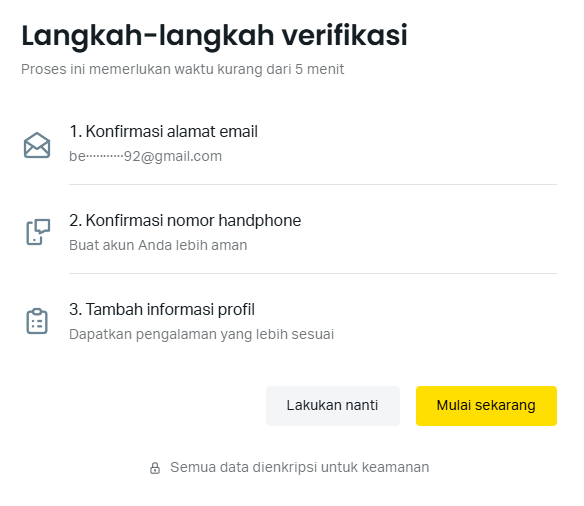 Langkah-langkah verifikasi
Proses ini memerlukan waktu kurang dari 5 menit
1. Konfirmasi alamat email
be···········92@gmail.com
2. Konfirmasi nomor handphone
Buat akun Anda lebih aman
3. Tambah informasi profil
Dapatkan pengalaman yang lebih sesuai
Lakukan nanti
Mulai sekarang
Semua data dienkripsi untuk keamanan